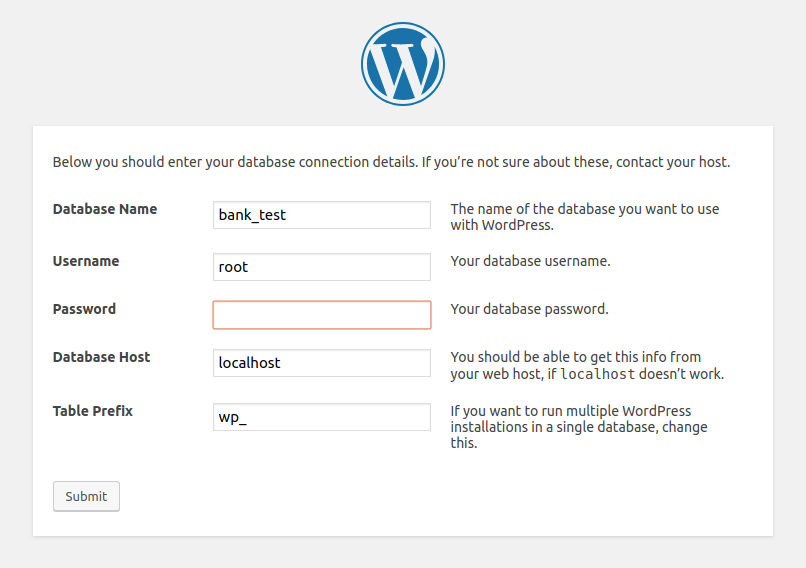 Below you should enter your database connection details. If you’re not sure about these, contact your host.
Database Name
bank_test
The name of the database you want to use
with WordPress.
Username
root
Your database username.
Password
Your database password.
Database Host
localhost
You should be able to get this info from
your web host, if localhost doesn’t work.
Table Prefix
wp_
If you want to run multiple WordPress
installations in a single database, change
this.
Submit